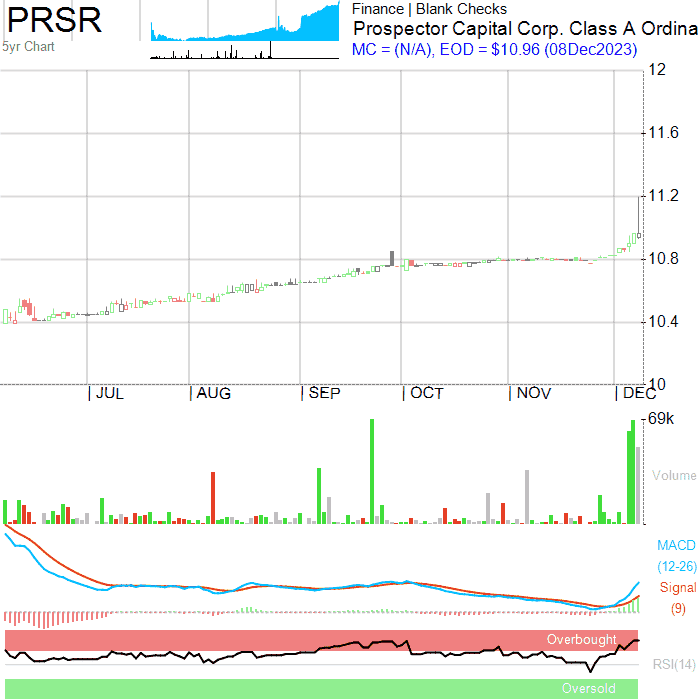 PRSR
5yr Chart
Finance | Blank Checks
Prospector Capital Corp. Class A Ordina
MC = (N/A), EOD = $10.96 (08Dec2023)
12
11.6
11.2
10.8
10.4
10
JUL AUG SEP OCT NOV DEC
69k
Volume
MACD
(12-26)
Signal
(9)
Overbought
RSI(14)
Oversold